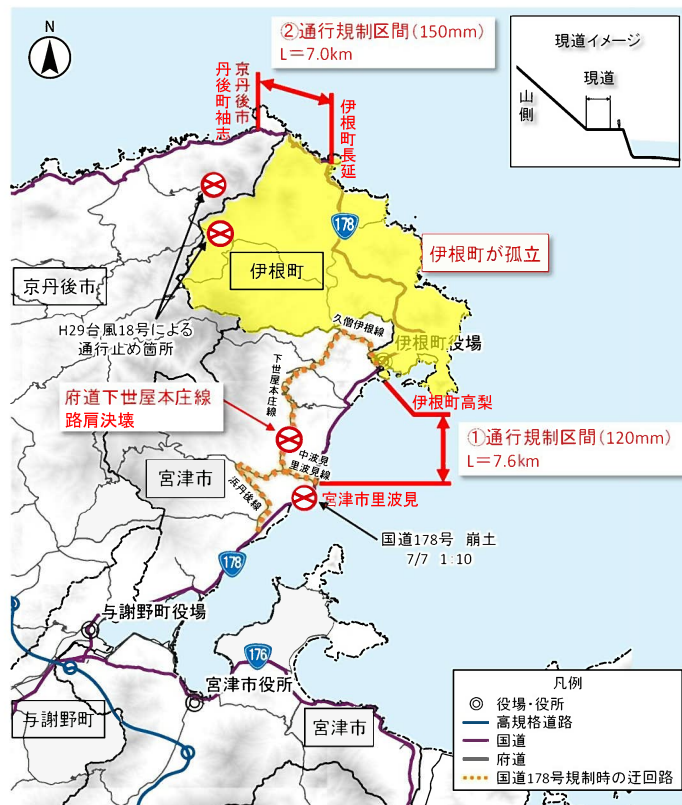 N
②通行規制区間(150mm)
L=7.0km
京丹後市
丹後町袖志
伊根町長延
現道イメージ
現道
山側
178
伊根町が孤立
伊根町
京丹後市
H29台風18号による
通行止め箇所
久僧伊根線
伊根町役場
下世屋本庄線
府道下世屋本庄線
路肩決壊
伊根町高梨
①通行規制区間(120mm)
L=7.6km
中波見
里波見線
宮津市
浜丹後線
宮津市里波見
国道178号 崩土
7/7 1:10
178
与謝野町役場
176
宮津市役所
与謝野町
宮津市
凡例
役場・役所
高規格道路
国道
府道
国道178号規制時の迂回路